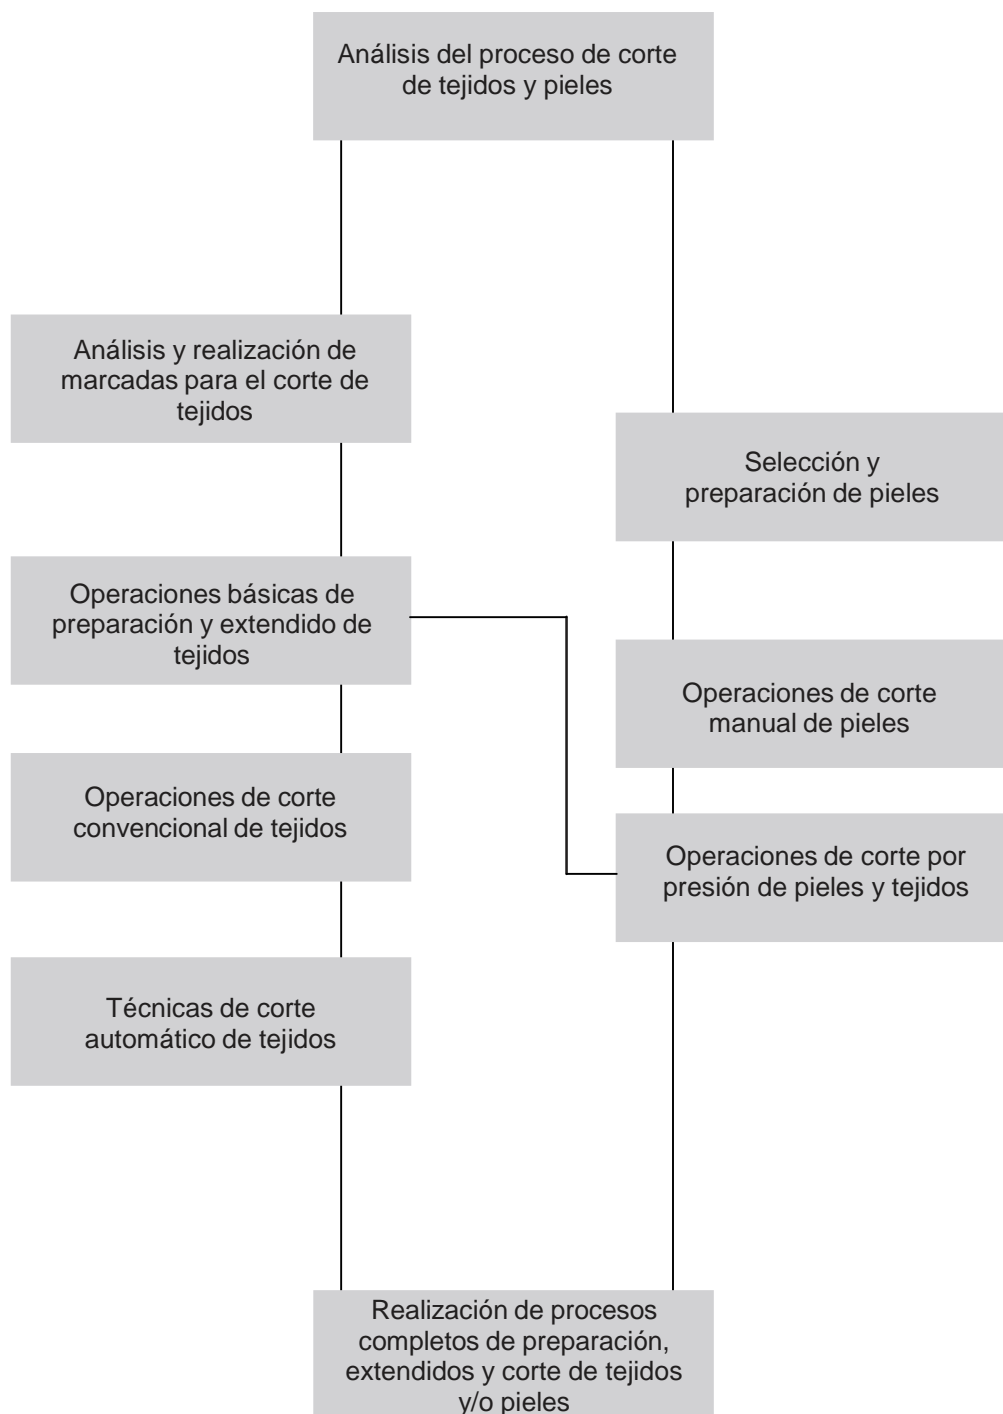 Análisis del proceso de corte
de tejidos y pieles
Análisis y realización de
marcadas para el corte de
tejidos
Selección y
preparación de pieles
Operaciones básicas de
preparación y extendido de
tejidos
Operaciones de corte
manual de pieles
Operaciones de corte
convencional de tejidos
Operaciones de corte por
presión de pieles y tejidos
Técnicas de corte
automático de tejidos
Realización de procesos
completos de preparación,
extendidos y corte de tejidos
y/o pieles